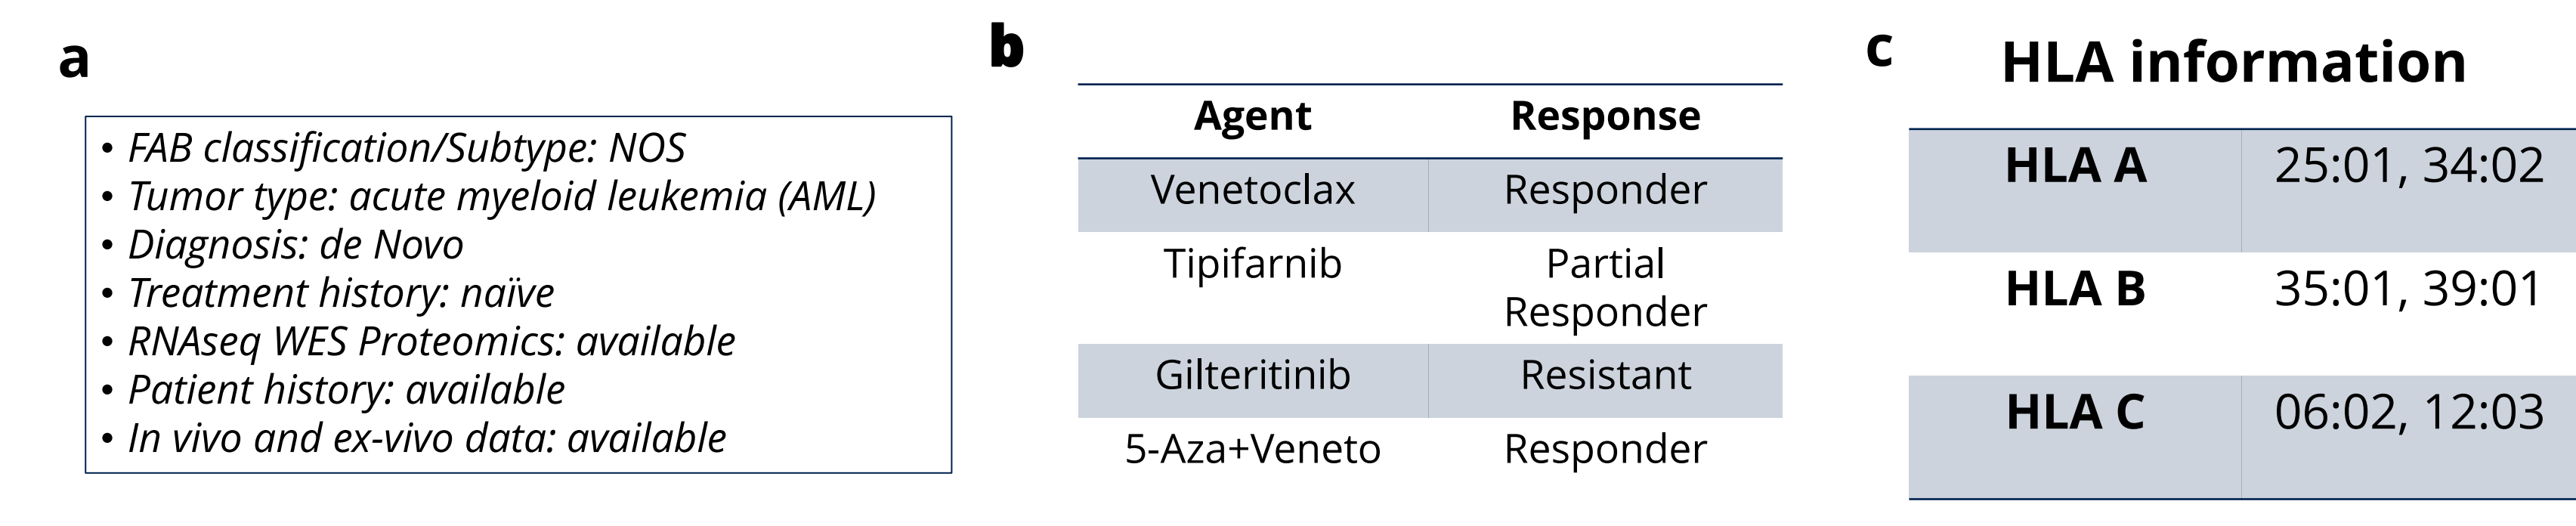 a
• FAB classification/Subtype: NOS
• Tumor type: acute myeloid leukemia (AML)
• Diagnosis: de Novo
• Treatment history: naïve
• RNAseq WES Proteomics: available
• Patient history: available
• In vivo and ex-vivo data: available
b
Agent Response
Venetoclax Responder
Tipifarnib Partial
Responder
Gilteritinib Resistant
5-Aza+Veneto Responder
c
HLA information
HLA A 25:01, 34:02
HLA B 35:01, 39:01
HLA C 06:02, 12:03